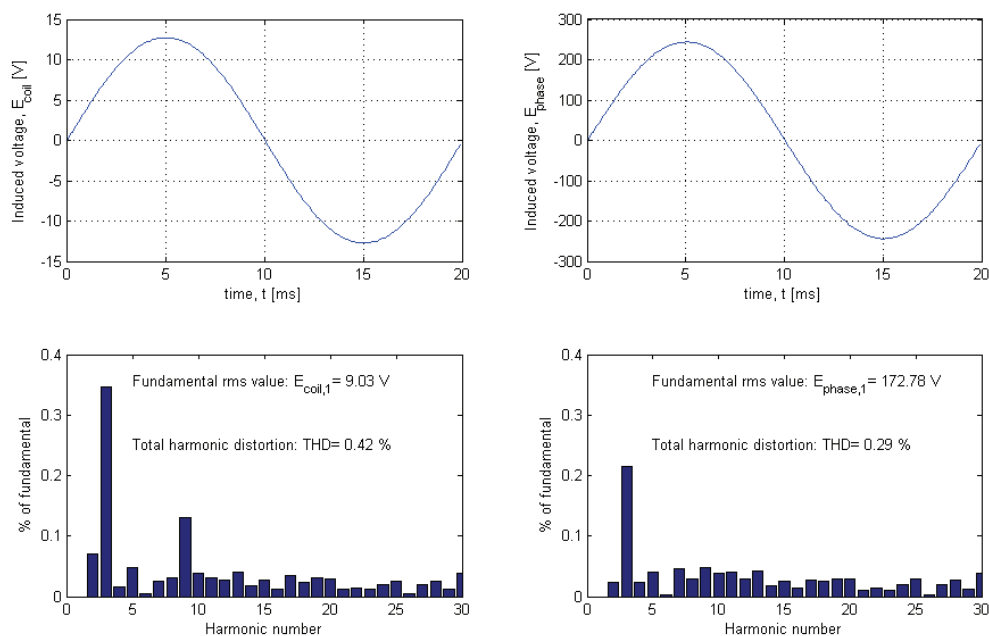 15
10
5
0
-5
-10
-15
0 5 10 15 20
time, t [ms]
Induced voltage, E_coil [V]
300
200
100
0
-100
-200
-300
0 5 10 15 20
time, t [ms]
Induced voltage, E_phase [V]
0.4
0.3
0.2
0.1
0
0 5 10 15 20 25 30
Harmonic number
% of fundamental
Fundamental rms value: E_coil,1= 9.03 V
Total harmonic distortion: THD= 0.42 %
0.4
0.3
0.2
0.1
0
0 5 10 15 20 25 30
Harmonic number
% of fundamental
Fundamental rms value: E_phase,1= 172.78 V
Total harmonic distortion: THD= 0.29 %